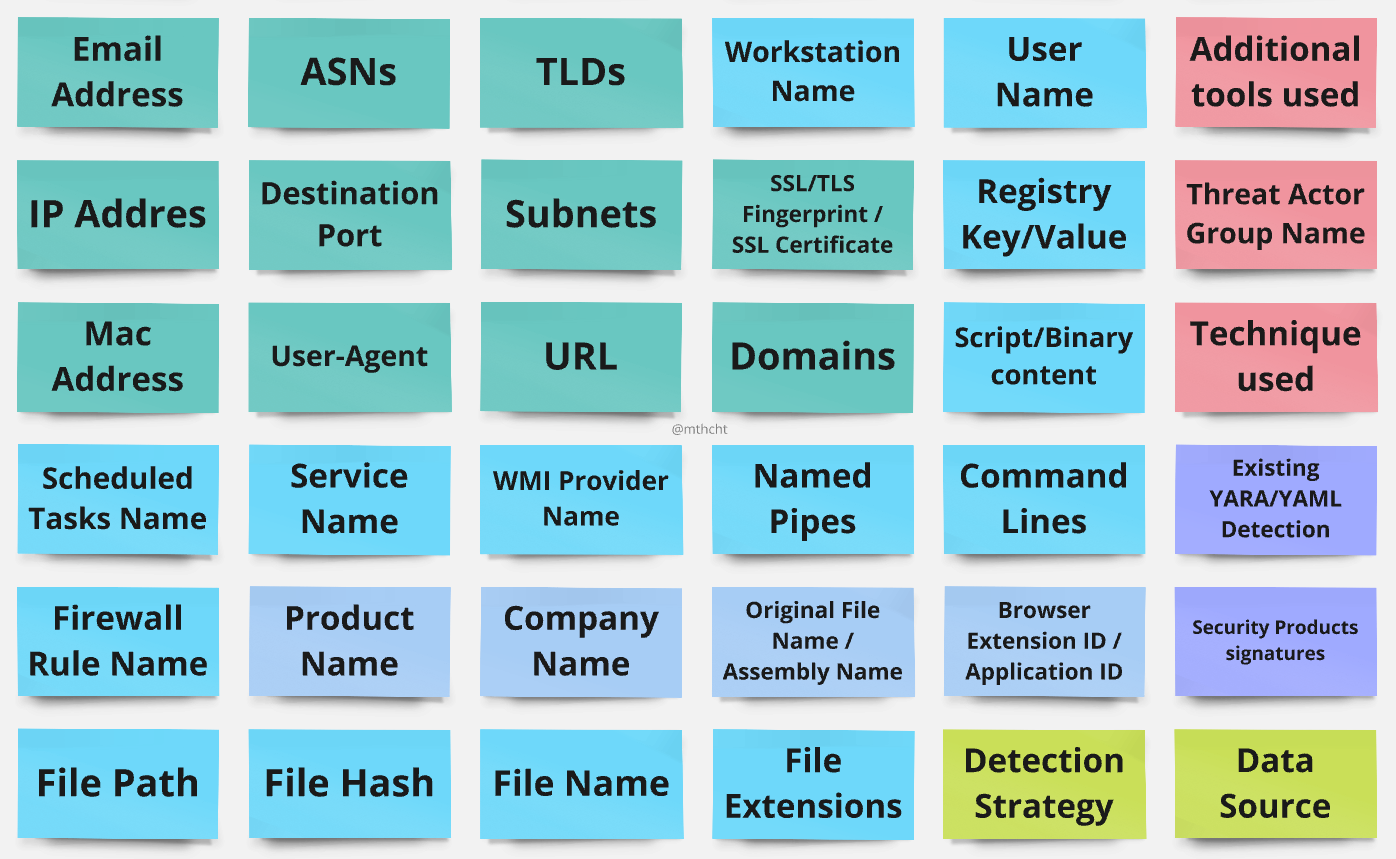 Email
Address
ASNs
TLDs
Workstation
Name
User
Name
Additional
tools used
IP Addres
Destination
Port
Subnets
SSL/TLS
Fingerprint /
SSL Certificate
Registry
Key/Value
Threat Actor
Group Name
Mac
Address
User-Agent
URL
Domains
Script/Binary
content
Technique
used
@mthcht
Scheduled
Tasks Name
Service
Name
WMI Provider
Name
Named
Pipes
Command
Lines
Existing
YARA/YAML
Detection
Firewall
Rule Name
Product
Name
Company
Name
Original File
Name /
Assembly Name
Browser
Extension ID /
Application ID
Security Products
signatures
File Path
File Hash
File Name
File
Extensions
Detection
Strategy
Data
Source